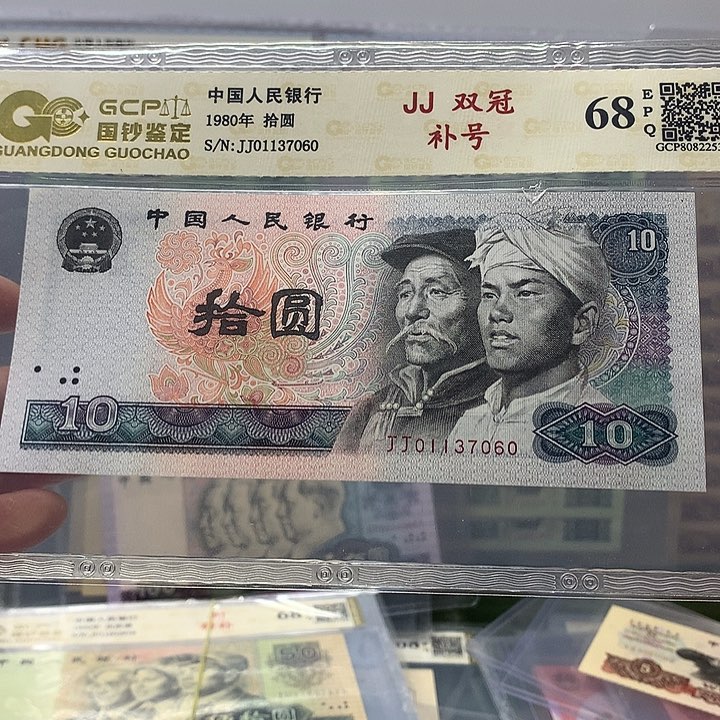 GCP
国钞鉴定
GUANGDONG GUOCHAO
中国人民银行
1980年 拾圆
S/N:JJ01137060
JJ 双冠
补号
68
EPQ
中国人民银行
10
拾圆
10
JJ01137060
10